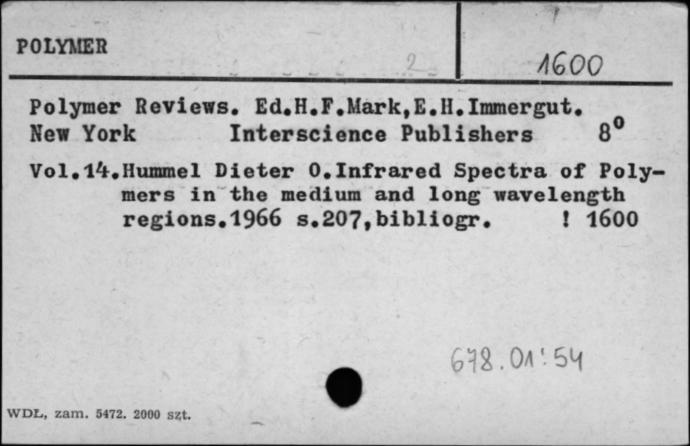 POLYMER
2
1600
Polymer Reviews. Ed.H.F.Mark,E.H.Immergut.
New York Interscience Publishers 8⁰
Vol.14.Hummel Dieter O.Infrared Spectra of Poly-
mers in the medium and long wavelength
regions.1966 s.207,bibliogr. ! 1600
678.01:54
WDŁ, zam. 5472. 2000 szt.